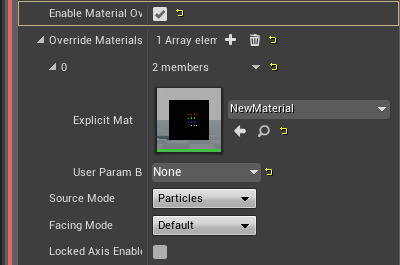 Enable Material Ov
Override Materials 1 Array elem
0 2 members
Explicit Mat NewMaterial
User Param B None
Source Mode Particles
Facing Mode Default
Locked Axis Enabl